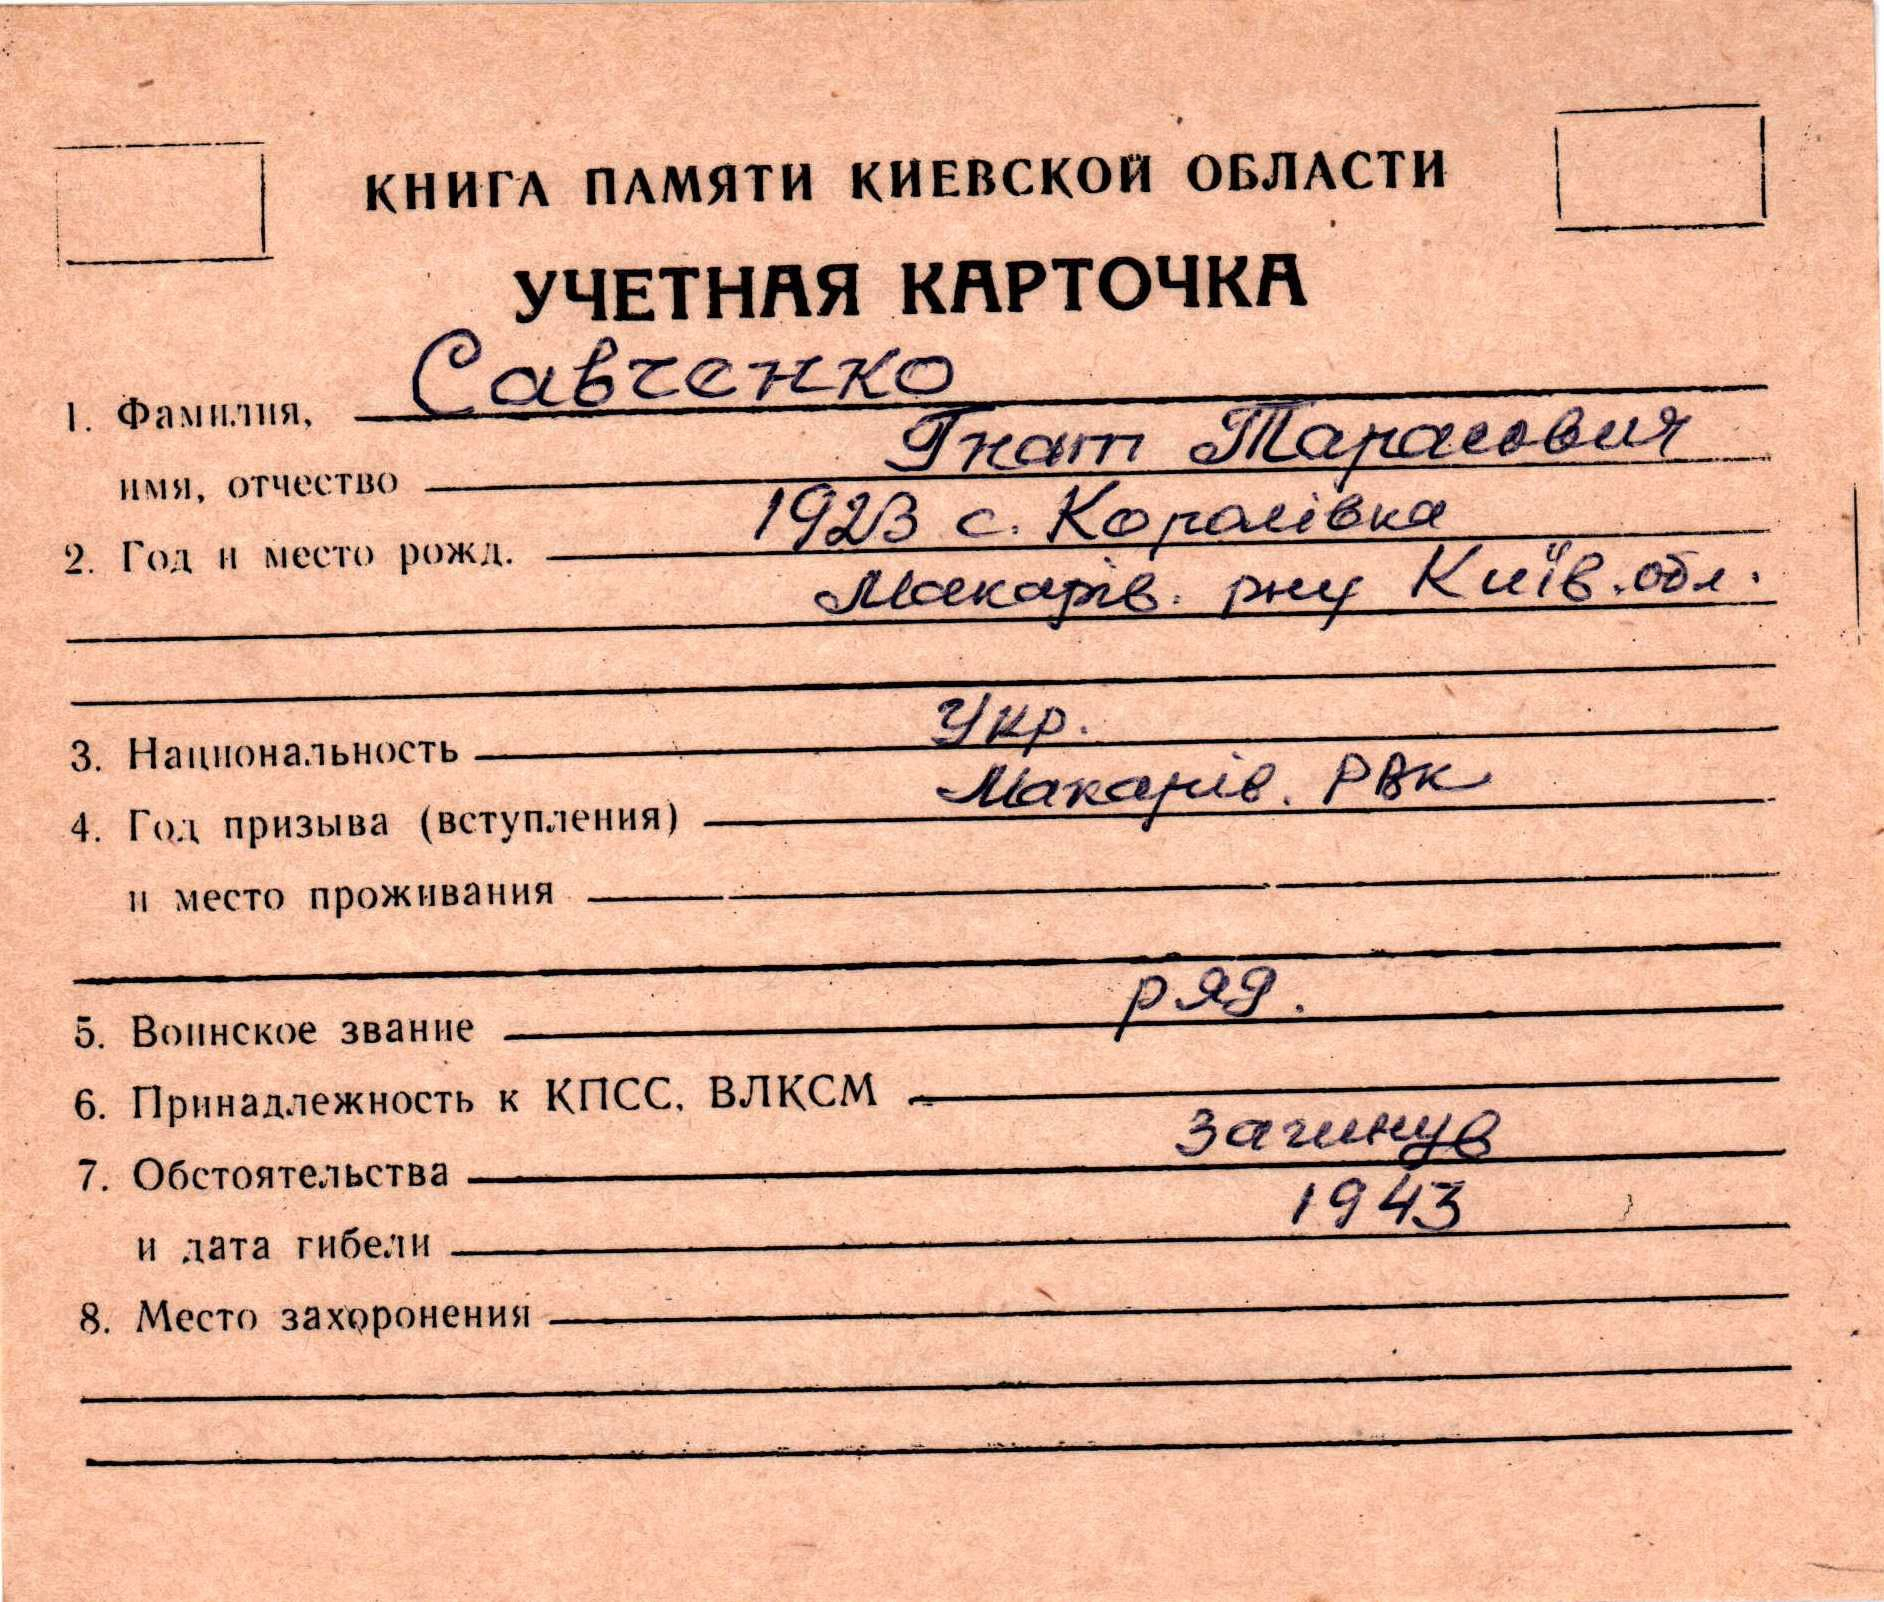 КНИГА ПАМЯТИ КИЕВСКОЙ ОБЛАСТИ
УЧЕТНАЯ КАРТОЧКА
1. Фамилия, Савченко
имя, отчество Гнат Тарасович
2. Год и место рожд. 1923 с. Королівка
Макарів. рну Київ. обл.
3. Национальность Укр.
4. Год призыва (вступления) Макарів. РВК
и место проживания
5. Воинское звание ряд.
6. Принадлежность к КПСС, ВЛКСМ
7. Обстоятельства загинув
и дата гибели 1943
8. Место захоронения